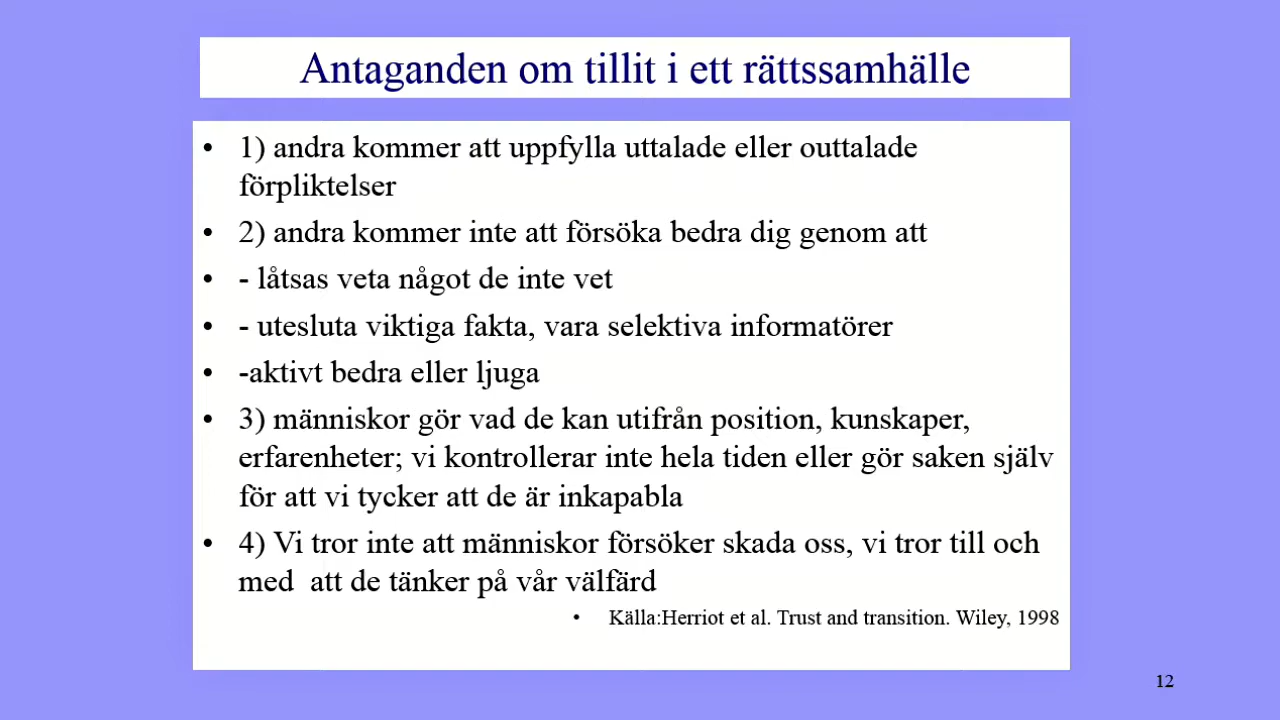 Antaganden om tillit i ett rättssamhälle
• 1) andra kommer att uppfylla uttalade eller outtalade
förpliktelser
• 2) andra kommer inte att försöka bedra dig genom att
• - låtsas veta något de inte vet
• - utesluta viktiga fakta, vara selektiva informatörer
• -aktivt bedra eller ljuga
• 3) människor gör vad de kan utifrån position, kunskaper,
erfarenheter; vi kontrollerar inte hela tiden eller gör saken själv
för att vi tycker att de är inkapabla
• 4) Vi tror inte att människor försöker skada oss, vi tror till och
med  att de tänker på vår välfärd
• Källa:Herriot et al. Trust and transition. Wiley, 1998
12